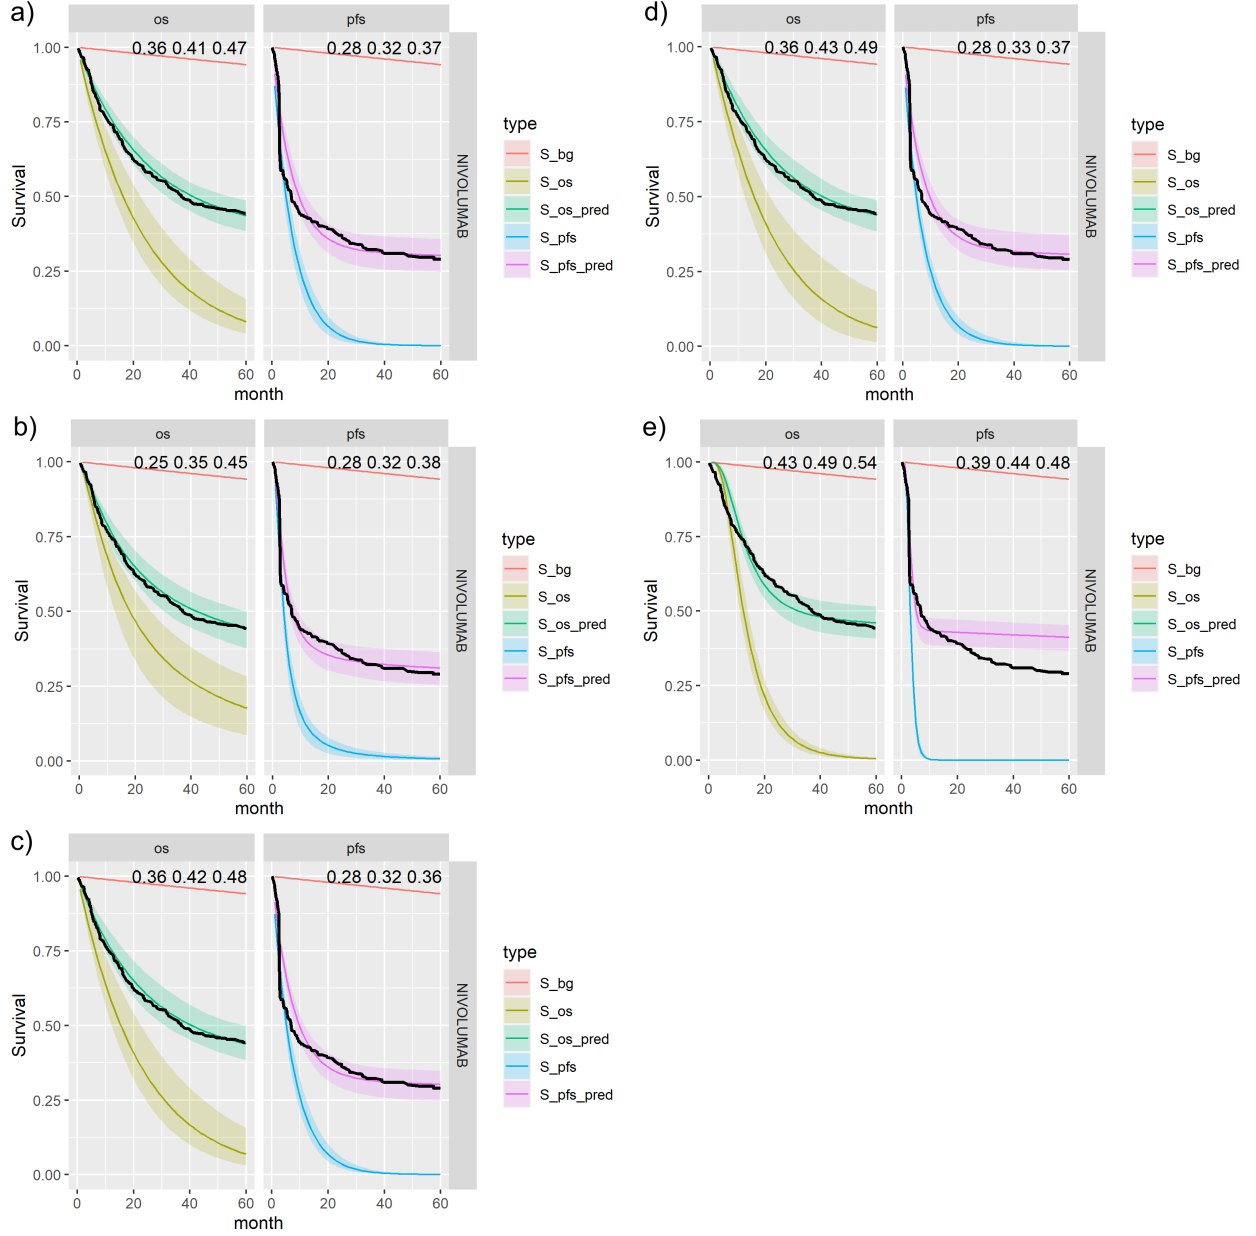 a)
os pfs
0.36 0.41 0.47 0.28 0.32 0.37
1.00
0.75
0.50
0.25
0.00
Survival
0 20 40 60 0 20 40 60
month
NIVOLUMAB
type
S_bg
S_os
S_os_pred
S_pfs
S_pfs_pred
d)
os pfs
0.36 0.43 0.49 0.28 0.33 0.37
1.00
0.75
0.50
0.25
0.00
Survival
0 20 40 60 0 20 40 60
month
NIVOLUMAB
type
S_bg
S_os
S_os_pred
S_pfs
S_pfs_pred
b)
os pfs
0.25 0.35 0.45 0.28 0.32 0.38
1.00
0.75
0.50
0.25
0.00
Survival
0 20 40 60 0 20 40 60
month
NIVOLUMAB
type
S_bg
S_os
S_os_pred
S_pfs
S_pfs_pred
e)
os pfs
0.43 0.49 0.54 0.39 0.44 0.48
1.00
0.75
0.50
0.25
0.00
Survival
0 20 40 60 0 20 40 60
month
NIVOLUMAB
type
S_bg
S_os
S_os_pred
S_pfs
S_pfs_pred
c)
os pfs
0.36 0.42 0.48 0.28 0.32 0.36
1.00
0.75
0.50
0.25
0.00
Survival
0 20 40 60 0 20 40 60
month
NIVOLUMAB
type
S_bg
S_os
S_os_pred
S_pfs
S_pfs_pred